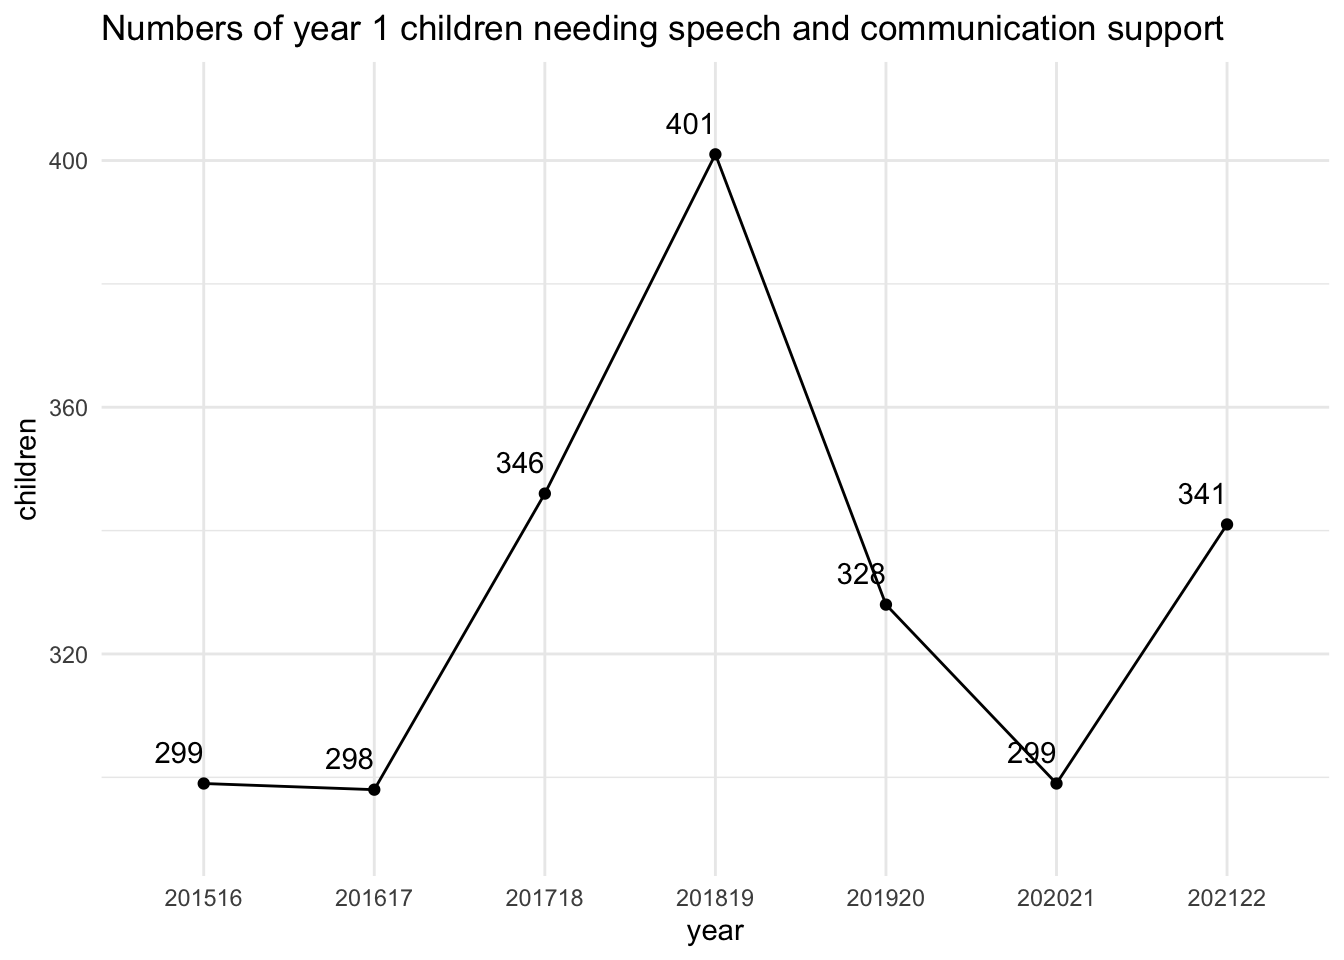 Numbers of year 1 children needing speech and communication support
401
400
children
360
346
341
328
320
299
298
299
201516 201617 201718 201819 201920 202021 202122
year